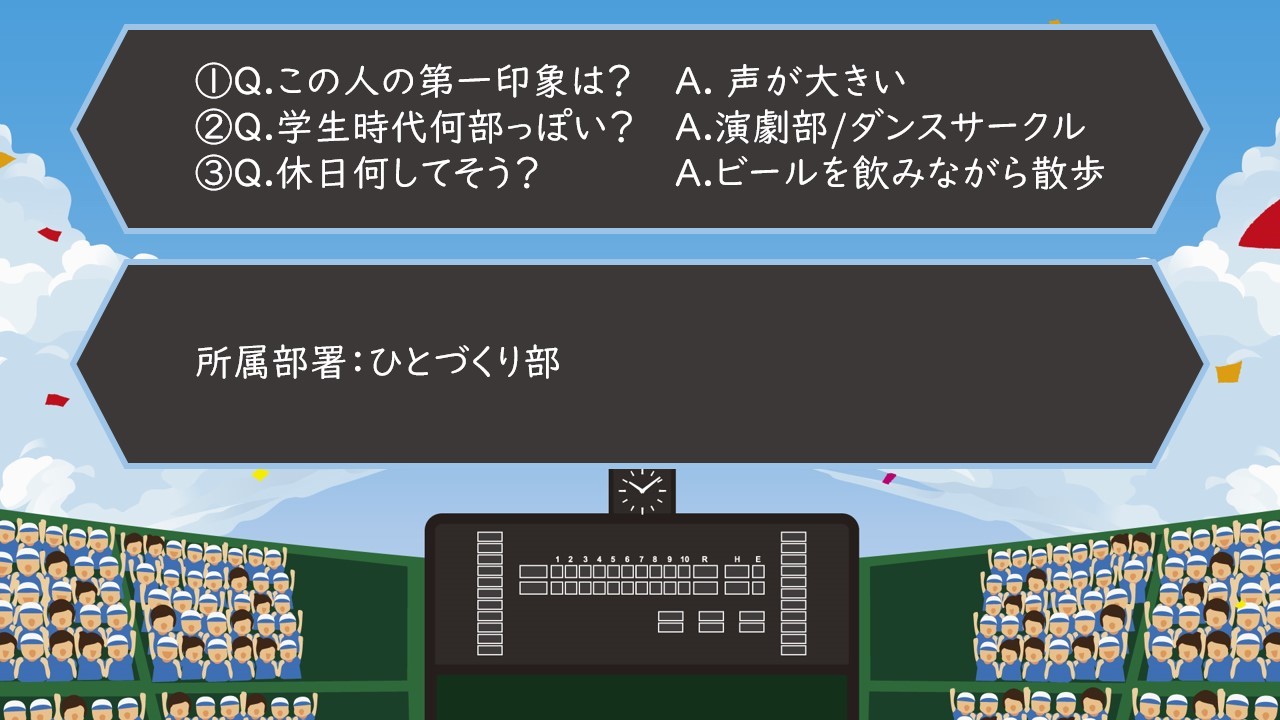 ①Q.この人の第一印象は？ A. 声が大きい
②Q.学生時代何部っぽい？ A.演劇部/ダンスサークル
③Q.休日何してそう？ A.ビールを飲みながら散歩
所属部署：ひとづくり部
1 2 3 4 5 6 7 8 9 10 R H E